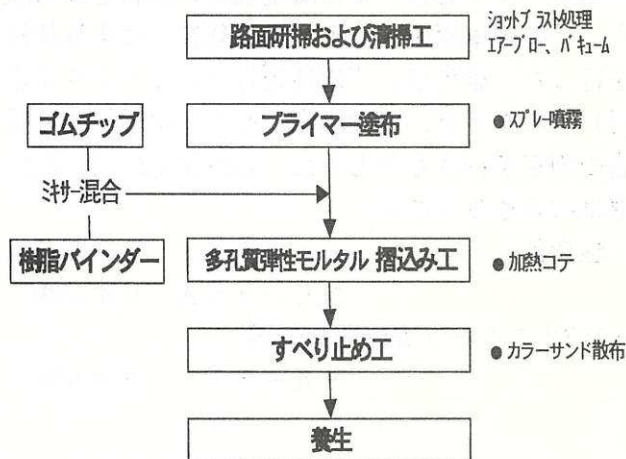 路面研掃および清掃工
ショットブラスト処理
エアーブロー、バキューム
ゴムチップ
プライマー塗布
●スプレー噴霧
ミキサー混合
樹脂バインダー
多孔質弾性モルタル 摺込み工
●加熱コテ
すべり止め工
●カラーサンド散布
養生